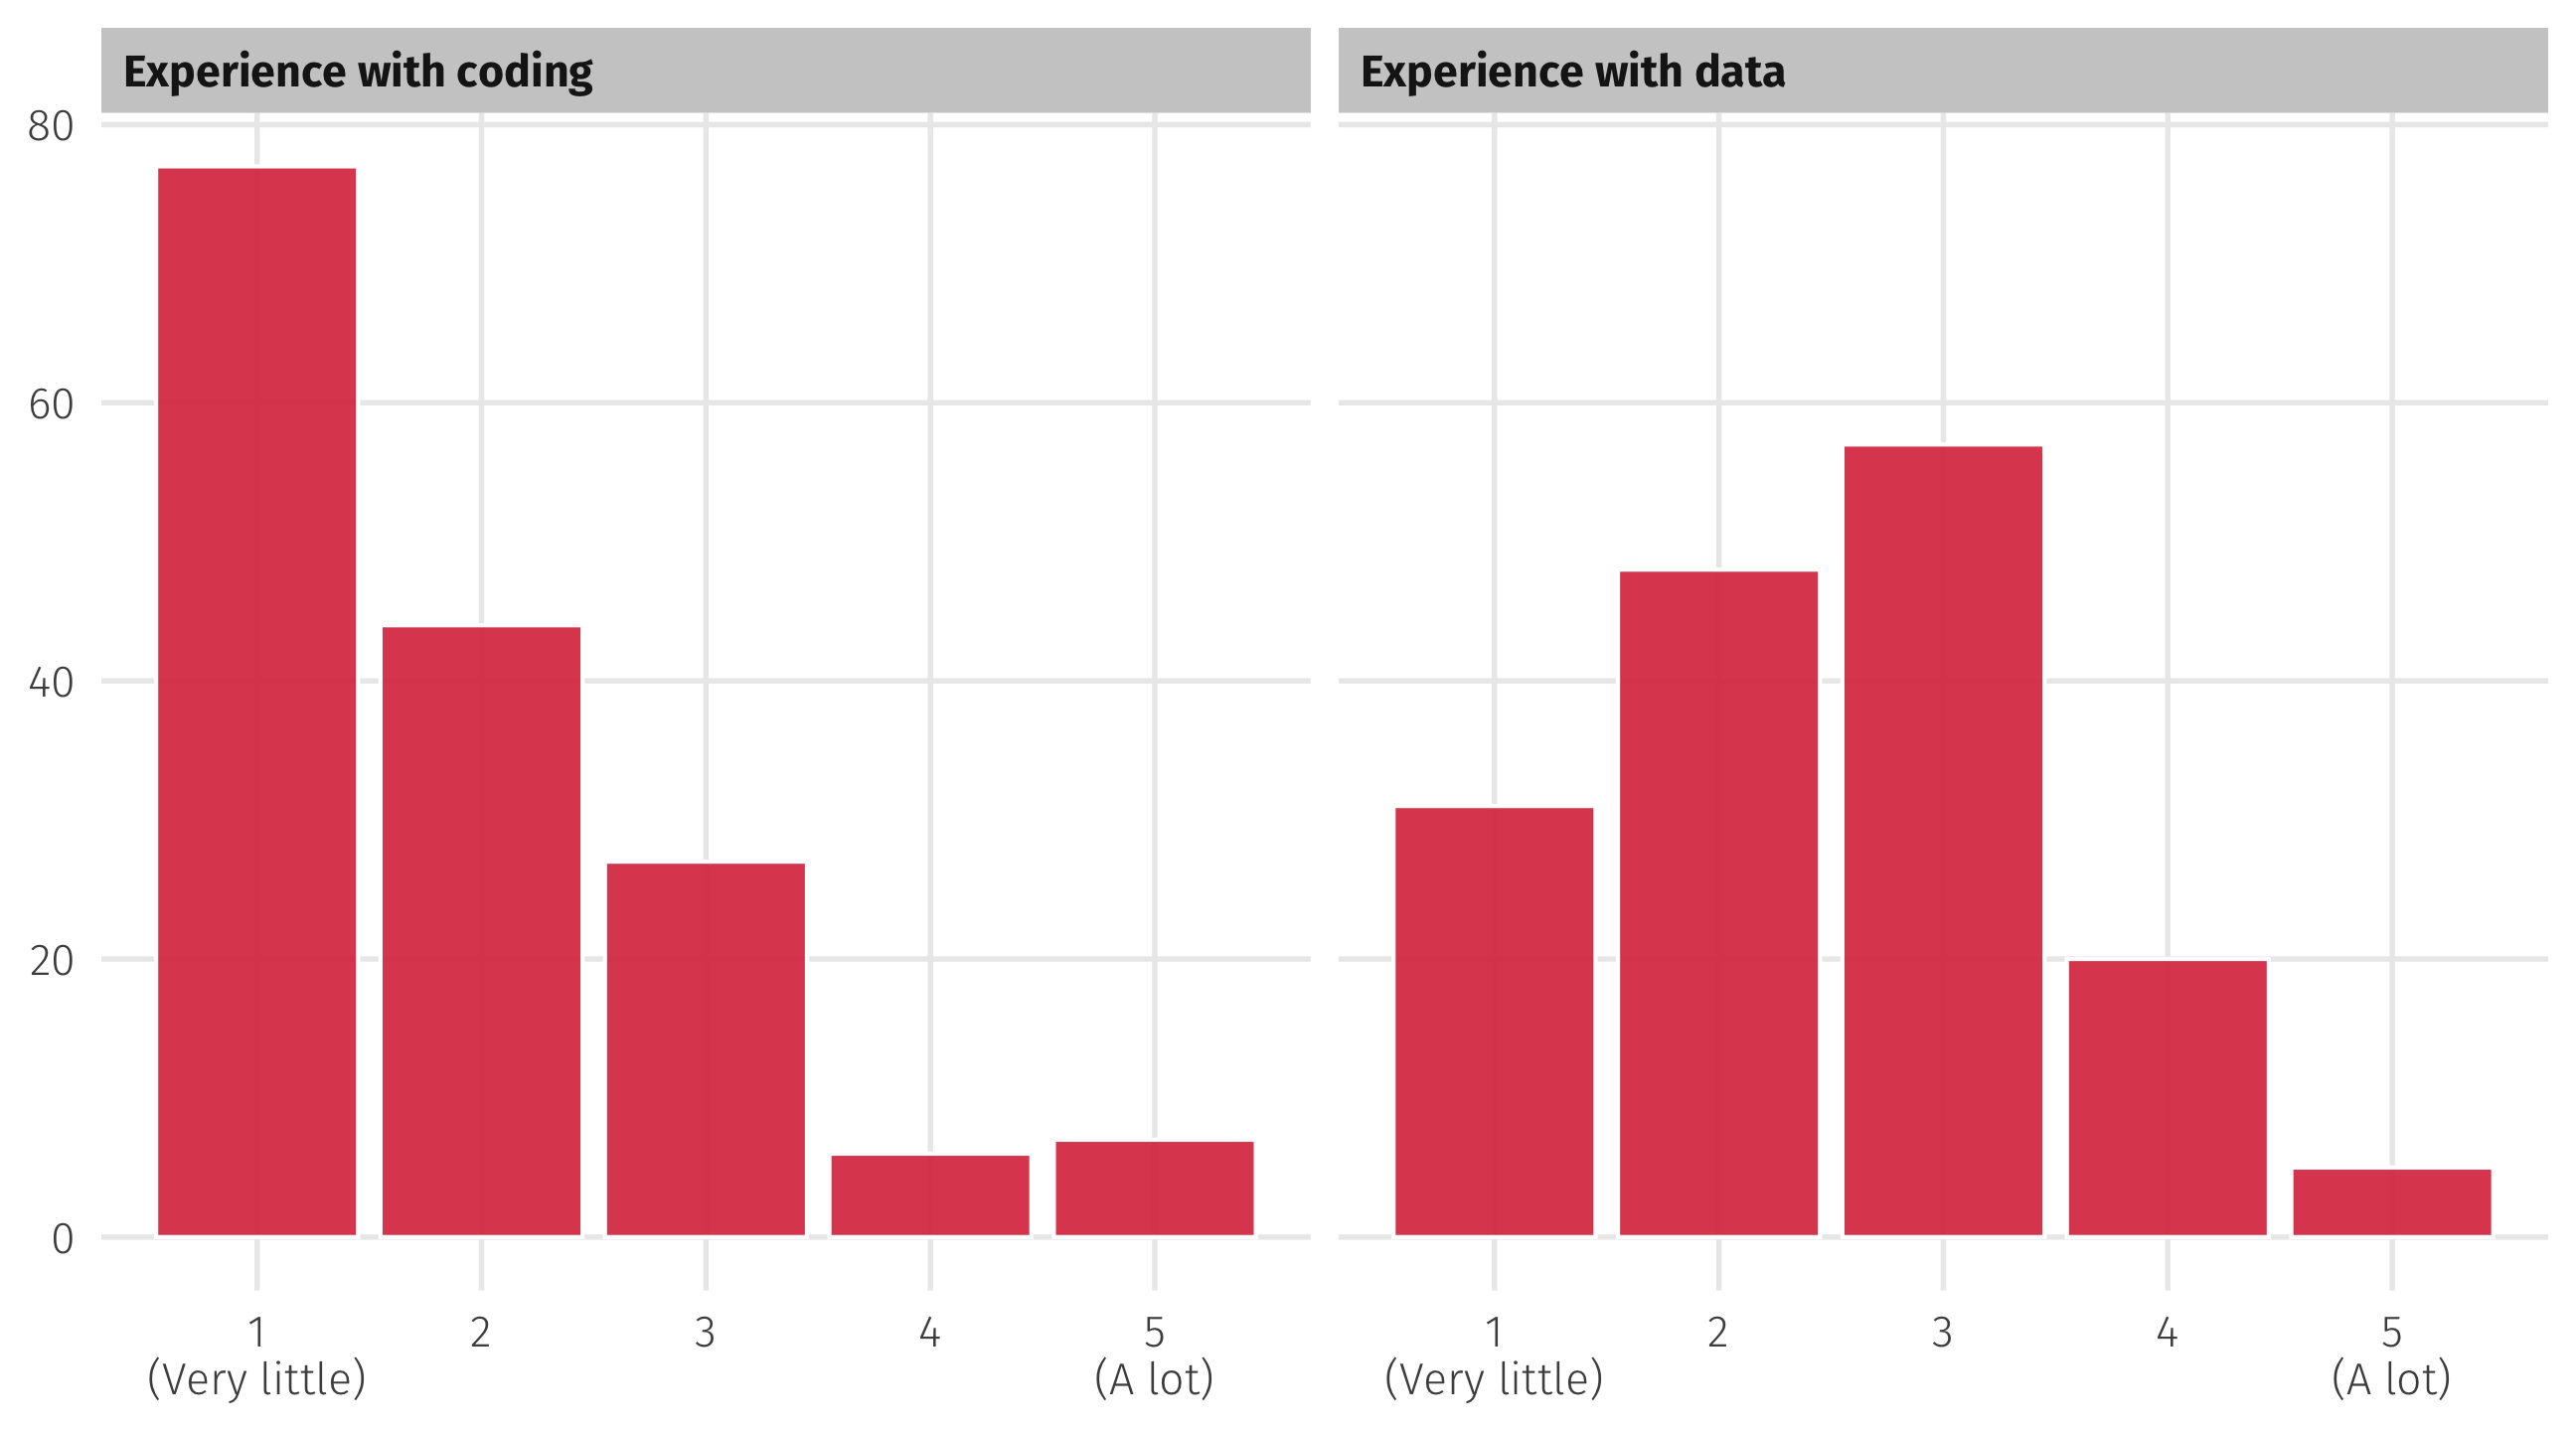 Experience with coding
Experience with data
80
60
40
20
0
1 2 3 4 5
(Very little) (A lot)
1 2 3 4 5
(Very little) (A lot)